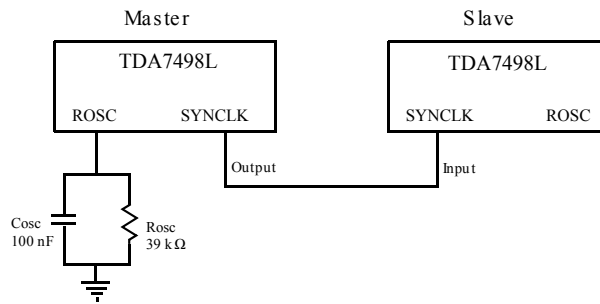 Master
Slave
TDA7498L
TDA7498L
ROSC
SYNCLK
SYNCLK
ROSC
Output
Input
Cosc
100 nF
Rosc
39 kΩ